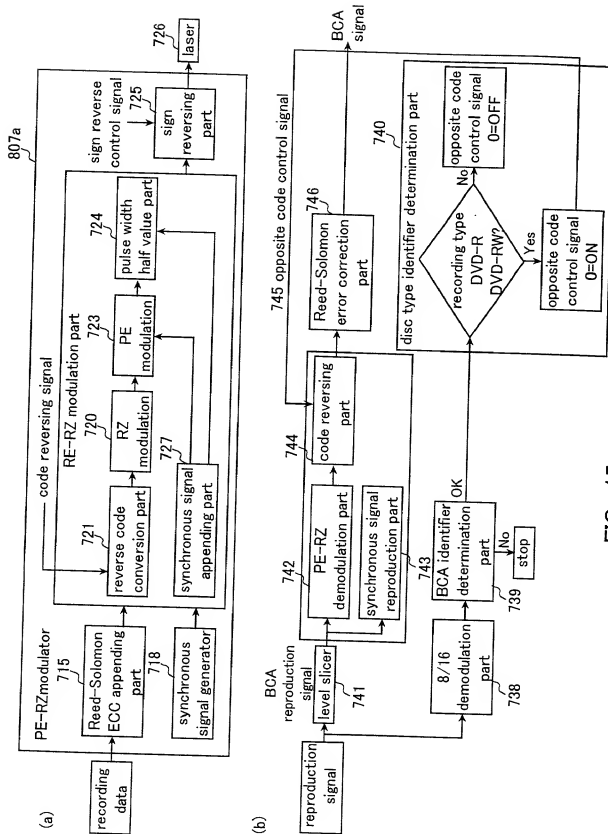 (a)
807a
PE-RZmodulator
RE-RZ modulation part
code reversing signal
sign reverse
control signal
recording
data
715
Reed-Solomon
ECC appending
part
718
synchronous
signal generator
721
reverse code
conversion part
720
RZ
modulation
723
PE
modulation
724
pulse width
half value part
727
synchronous signal
appending part
725
sign
reversing
part
726
laser
(b)
reproduction
signal
BCA
reproduction
signal
level slicer
741
742
PE-RZ
demodulation part
744
code reversing
part
synchronous signal
reproduction part
743
745 opposite code control signal
746
Reed-Solomon
error correction
part
BCA
signal
8/16
demodulation
part
738
BCA identifier
determination
part
739
OK
No
stop
disc type identifier determination part
740
recording type
DVD-R
DVD-RW?
No
opposite code
control signal
0=OFF
Yes
opposite code
control signal
0=ON